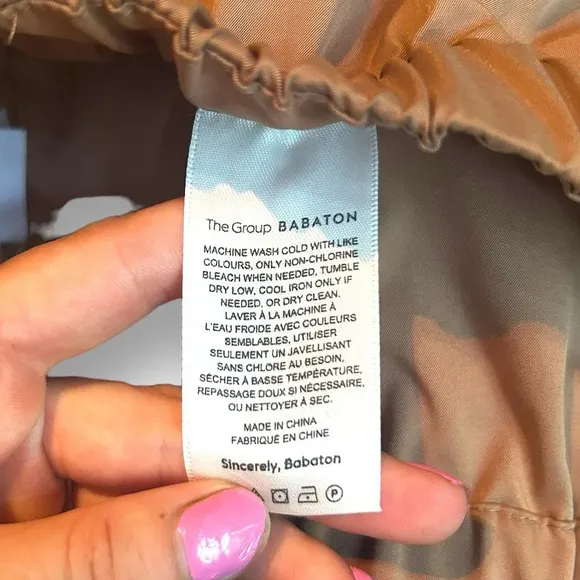 The Group BABATON
MACHINE WASH COLD WITH LIKE
COLOURS, ONLY NON-CHLORINE
BLEACH WHEN NEEDED, TUMBLE
DRY LOW, COOL IRON ONLY IF
NEEDED, OR DRY CLEAN.
LAVER À LA MACHINE À
L'EAU FROIDE AVEC COULEURS
SEMBLABLES, UTILISER
SEULEMENT UN JAVELLISANT
SANS CHLORE AU BESOIN,
SÉCHER À BASSE TEMPÉRATURE,
REPASSAGE DOUX SI NÉCESSAIRE,
OU NETTOYER À SEC.
MADE IN CHINA
FABRIQUÉ EN CHINE
Sincerely, Babaton
P